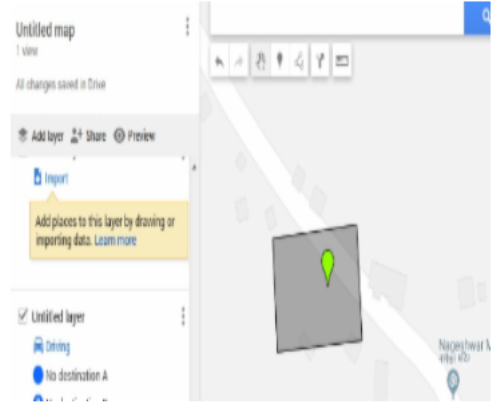 Untitled map
1 view
All changes saved in Drive
Add layer Share Preview
Import
Add places to this layer by drawing or
importing data. Learn more
Untitled layer
Driving
No destination A
Nageshwar M